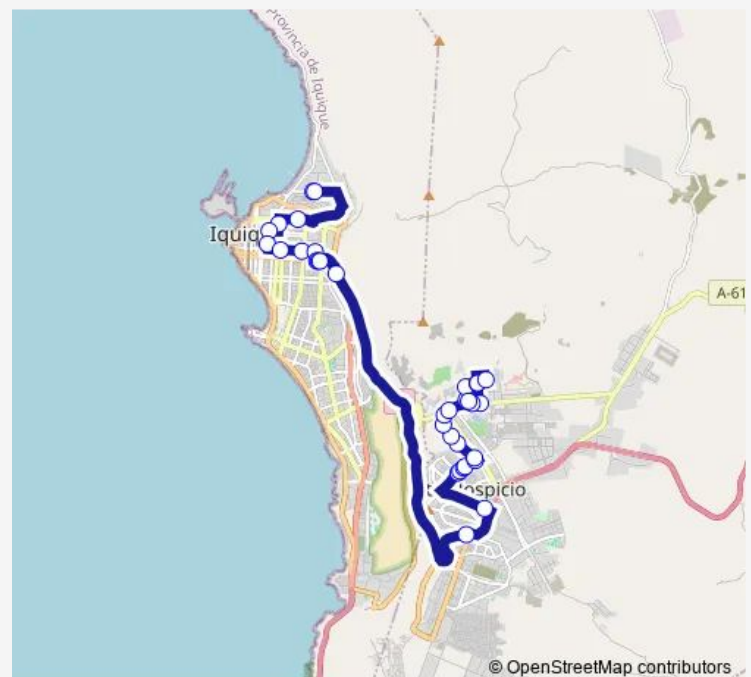 Provincia de Iquique
Iquiq
A-61
Hospicio
© OpenStreetMap contributors